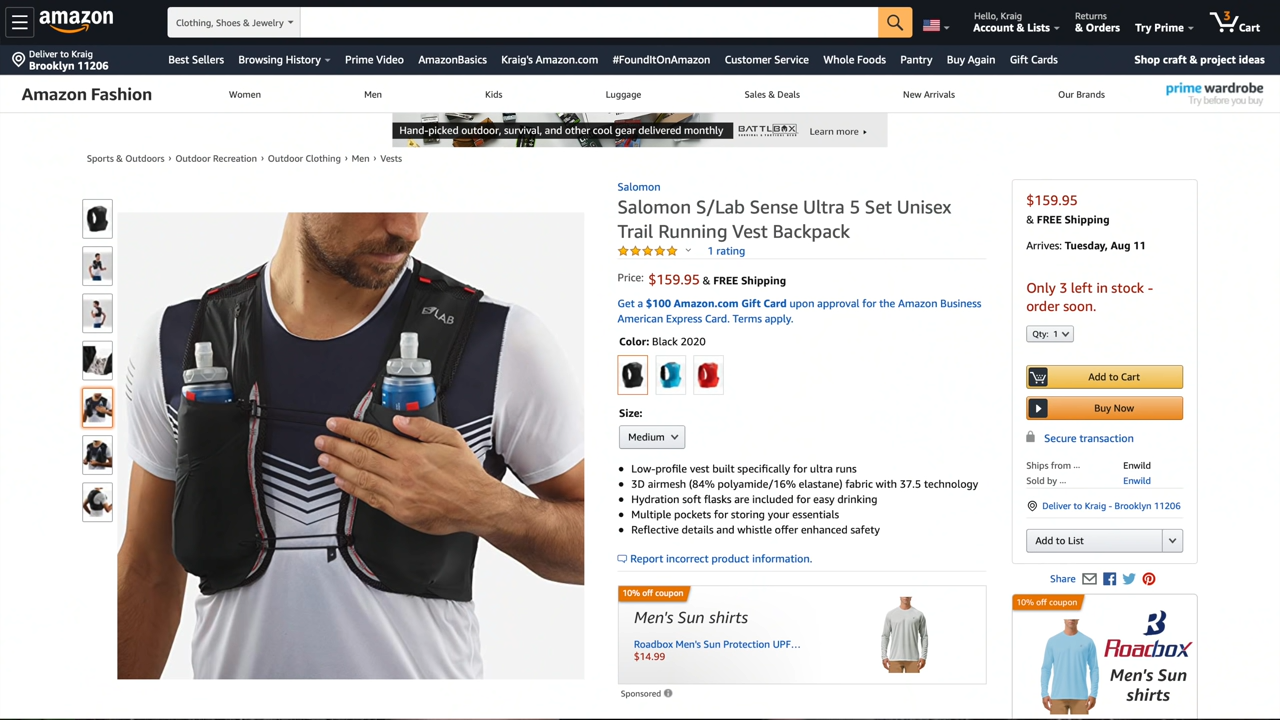 amazon
Clothing, Shoes & Jewelry
Hello, Kraig
Account & Lists
Returns
& Orders
Try Prime
3
Cart
Deliver to Kraig
Brooklyn 11206
Best Sellers
Browsing History
Prime Video
AmazonBasics
Kraig's Amazon.com
#FoundItOnAmazon
Customer Service
Whole Foods
Pantry
Buy Again
Gift Cards
Shop craft & project ideas
Amazon Fashion
Women
Men
Kids
Luggage
Sales & Deals
New Arrivals
Our Brands
prime wardrobe
Try before you buy
Hand-picked outdoor, survival, and other cool gear delivered monthly
BATTLBOX
Learn more
Sports & Outdoors › Outdoor Recreation › Outdoor Clothing › Men › Vests
S/LAB
Salomon
Salomon S/Lab Sense Ultra 5 Set Unisex
Trail Running Vest Backpack
1 rating
Price: $159.95 & FREE Shipping
Get a $100 Amazon.com Gift Card upon approval for the Amazon Business
American Express Card. Terms apply.
Color: Black 2020
Size:
Medium
• Low-profile vest built specifically for ultra runs
• 3D airmesh (84% polyamide/16% elastane) fabric with 37.5 technology
• Hydration soft flasks are included for easy drinking
• Multiple pockets for storing your essentials
• Reflective details and whistle offer enhanced safety
Report incorrect product information.
10% off coupon
Men's Sun shirts
Roadbox Men's Sun Protection UPF...
$14.99
Sponsored
$159.95
& FREE Shipping
Arrives: Tuesday, Aug 11
Only 3 left in stock -
order soon.
Qty: 1
Add to Cart
Buy Now
Secure transaction
Ships from ... Enwild
Sold by ... Enwild
Deliver to Kraig - Brooklyn 11206
Add to List
Share
10% off coupon
Roadbox
Men's Sun
shirts